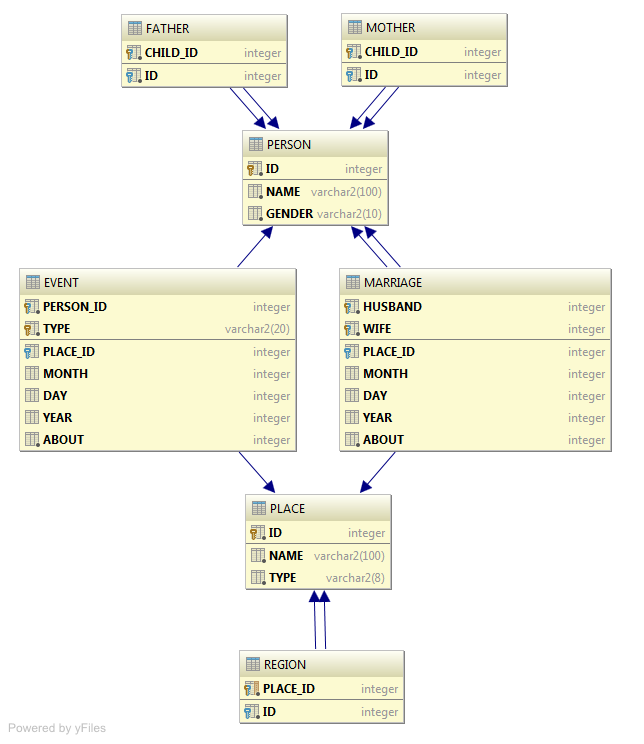 FATHER
CHILD_ID integer
ID integer
MOTHER
CHILD_ID integer
ID integer
PERSON
ID integer
NAME varchar2(100)
GENDER varchar2(10)
EVENT
PERSON_ID integer
TYPE varchar2(20)
PLACE_ID integer
MONTH integer
DAY integer
YEAR integer
ABOUT integer
MARRIAGE
HUSBAND integer
WIFE integer
PLACE_ID integer
MONTH integer
DAY integer
YEAR integer
ABOUT integer
PLACE
ID integer
NAME varchar2(100)
TYPE varchar2(8)
REGION
PLACE_ID integer
ID integer
Powered by yFiles